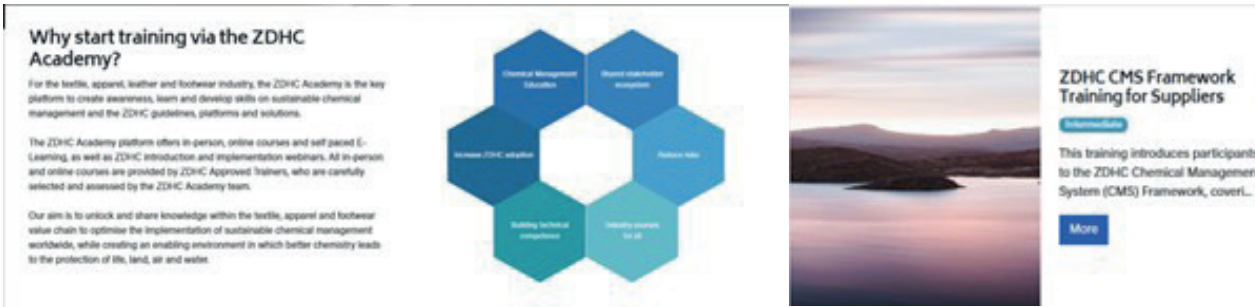 Why start training via the ZDHC
Academy?
For the textile, apparel, leather and footwear industry, the ZDHC Academy is the key
platform to create awareness, learn and develop skills on sustainable chemical
management and the ZDHC guidelines, platforms and solutions.
The ZDHC Academy platform offers in-person, online courses and self paced E-
Learning, as well as ZDHC introduction and implementation webinars. All in-person
and online courses are provided by ZDHC Approved Trainers, who are carefully
selected and assessed by the ZDHC Academy team.
Our aim is to unlock and share knowledge within the textile, apparel and footwear
value chain to optimise the implementation of sustainable chemical management
worldwide, while creating an enabling environment in which better chemistry leads
to the protection of life, land, air and water.
Chemical Management
Education
Shared stakeholder
ecosystem
Increase ZDHC adoption
Reduce risks
Building technical
competence
Industry courses
for all
ZDHC CMS Framework
Training for Suppliers
Intermediate
This training introduces participants
to the ZDHC Chemical Managemen
System (CMS) Framework, coveri...
More